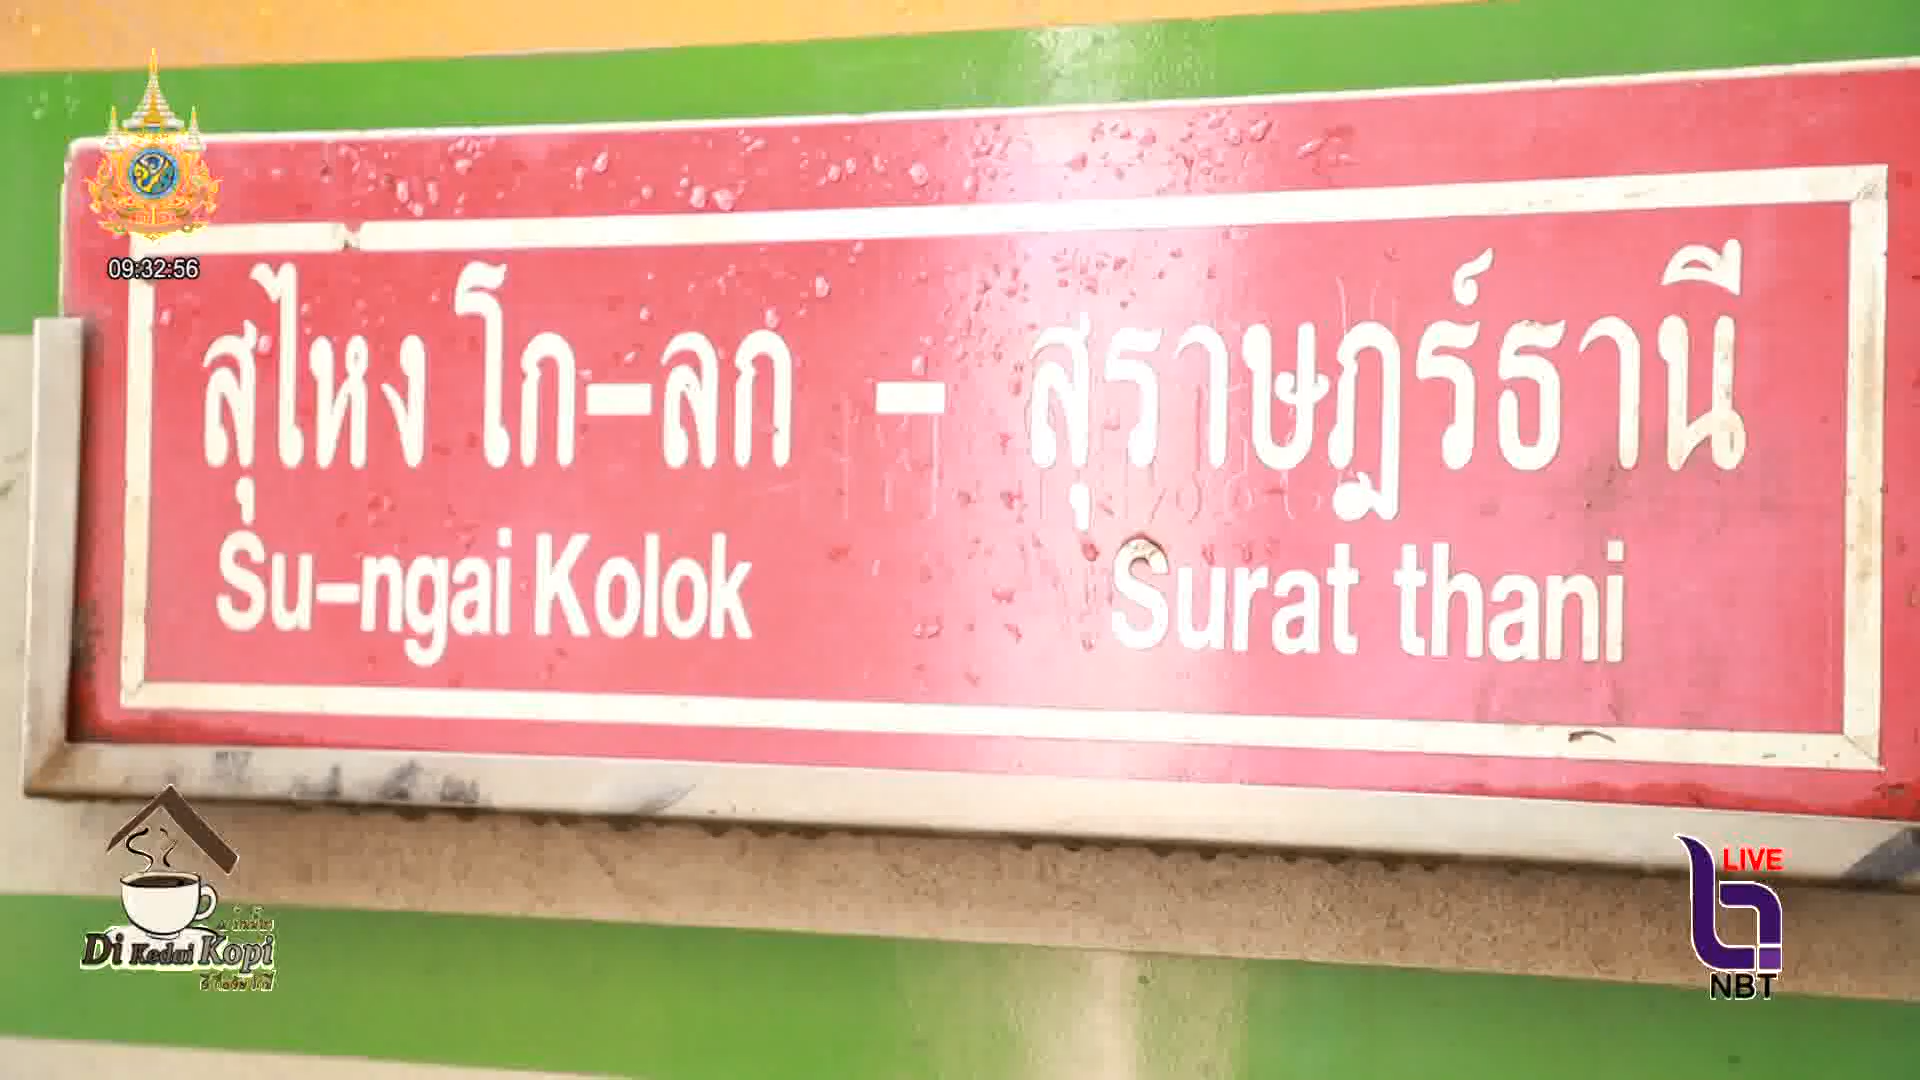 09:32:56
สุไหงโก-ลก - สุราษฎร์ธานี
Su-ngai Kolok Surat thani
Di Kedai Kopi
LIVE
NBT